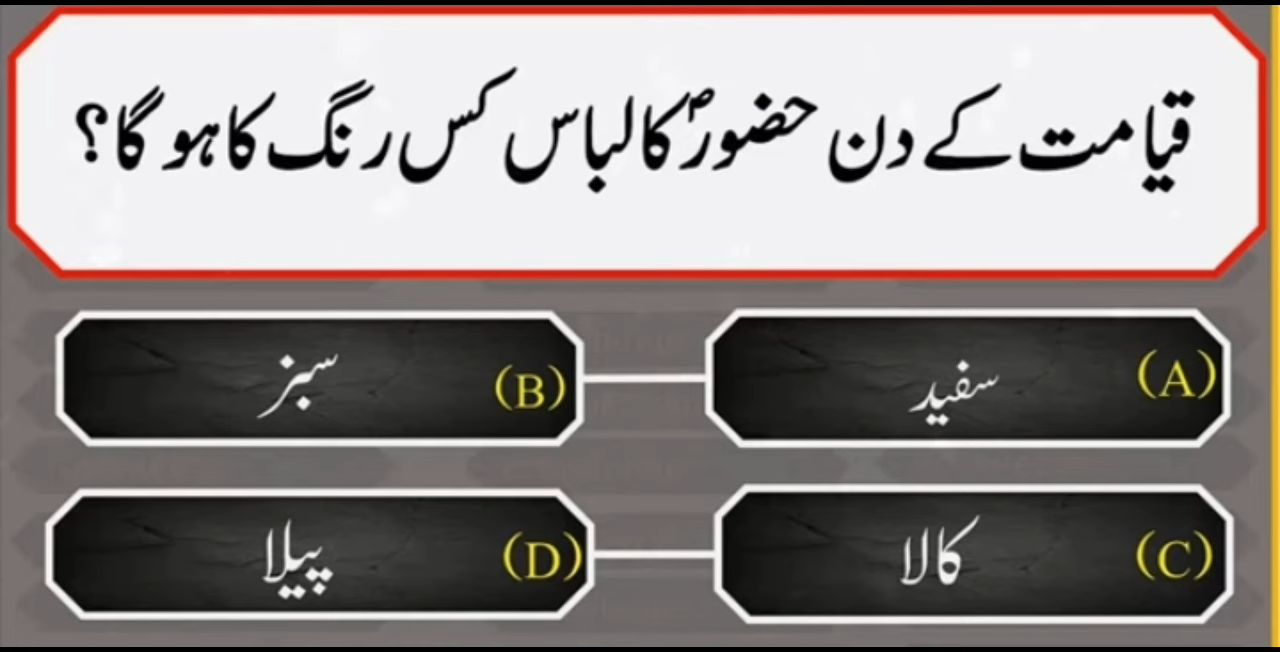 قیامت کے دن حضورؐ کا لباس کس رنگ کا ہو گا؟
(A) سفید
(B) سبز
(C) کالا
(D) پیلا